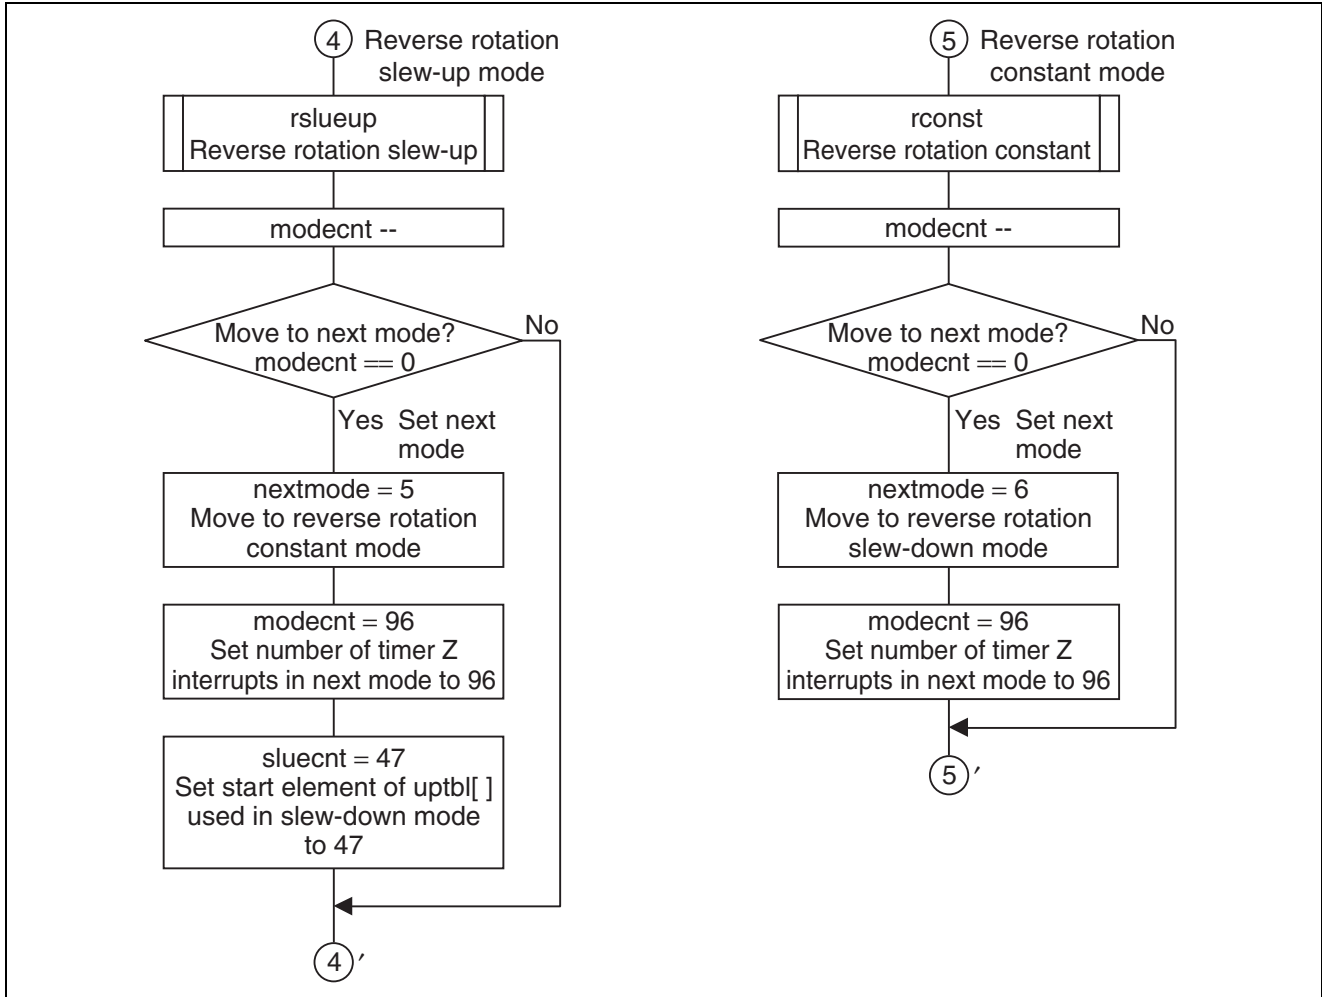 4 Reverse rotation
slew-up mode
rslueup
Reverse rotation slew-up
modecnt --
Move to next mode?
modecnt == 0
No
Yes Set next
mode
nextmode = 5
Move to reverse rotation
constant mode
modecnt = 96
Set number of timer Z
interrupts in next mode to 96
sluecnt = 47
Set start element of uptbl[ ]
used in slew-down mode
to 47
4 ′
5 Reverse rotation
constant mode
rconst
Reverse rotation constant
modecnt --
Move to next mode?
modecnt == 0
No
Yes Set next
mode
nextmode = 6
Move to reverse rotation
slew-down mode
modecnt = 96
Set number of timer Z
interrupts in next mode to 96
5 ′